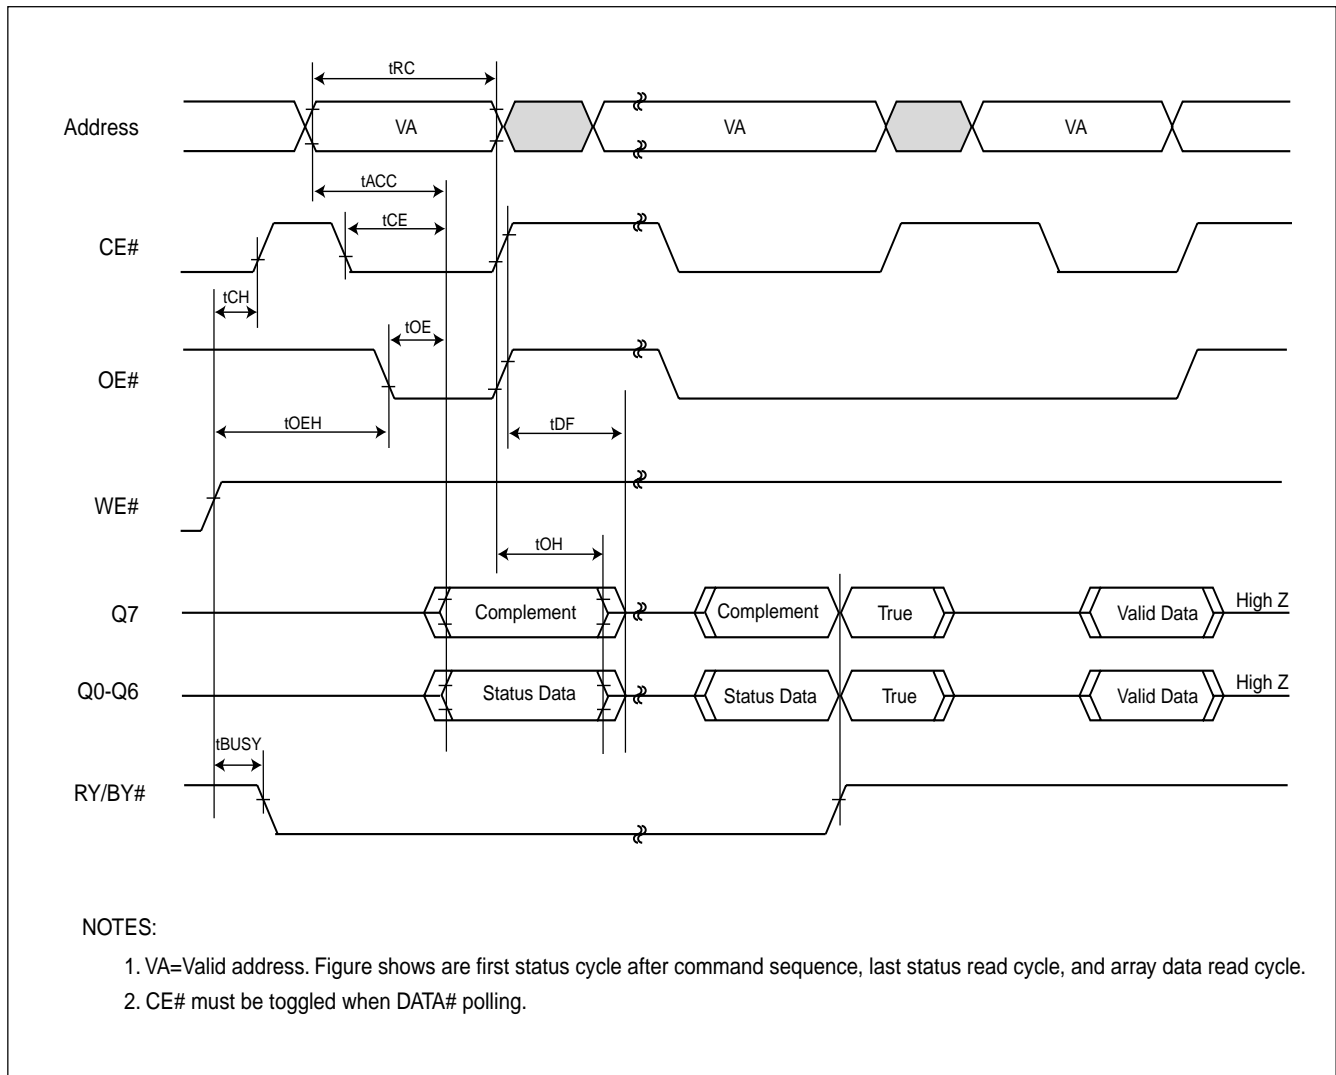 tRC
Address
VA
VA
VA
tACC
tCE
CE#
tCH
tOE
OE#
tOEH
tDF
WE#
tOH
Q7
Complement
Complement
True
Valid Data
High Z
Q0-Q6
Status Data
Status Data
True
Valid Data
High Z
tBUSY
RY/BY#
NOTES:
1. VA=Valid address. Figure shows are first status cycle after command sequence, last status read cycle, and array data read cycle.
2. CE# must be toggled when DATA# polling.